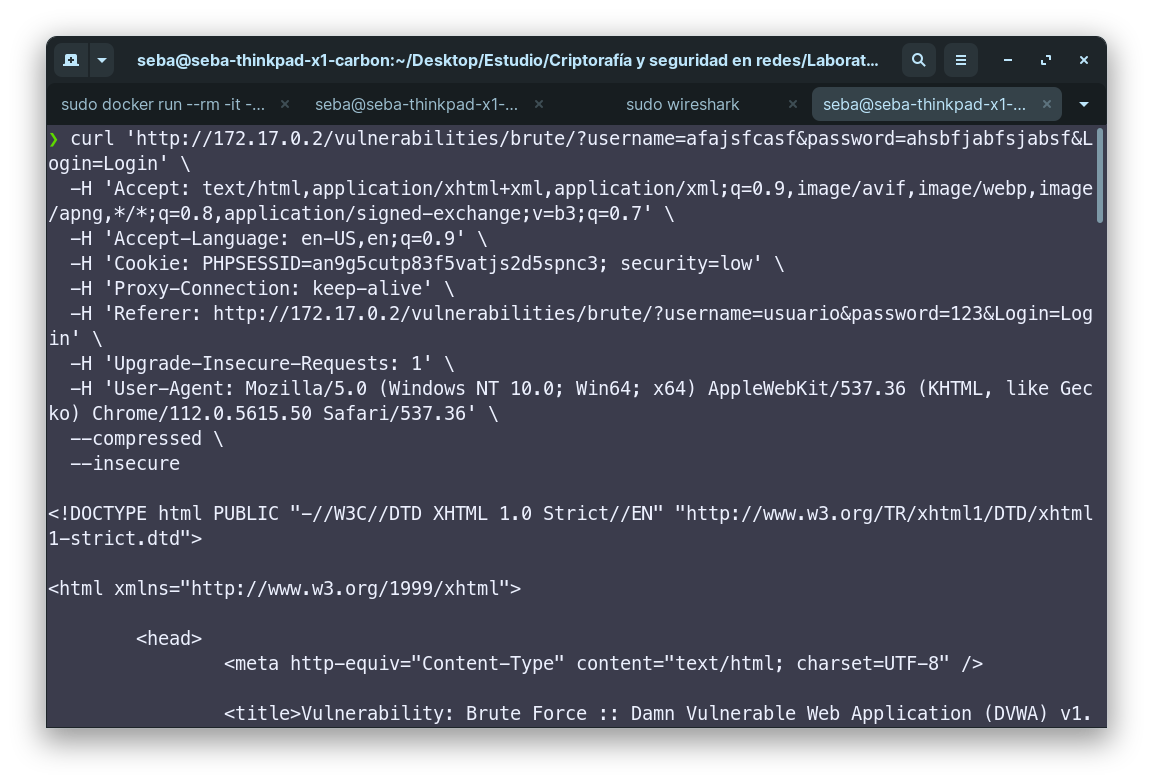 seba@seba-thinkpad-x1-carbon:~/Desktop/Estudio/Criptorafía y seguridad en redes/Laborat...
sudo docker run --rm -it -... × seba@seba-thinkpad-x1-... × sudo wireshark × seba@seba-thinkpad-x1-... ×
❯ curl 'http://172.17.0.2/vulnerabilities/brute/?username=afajsfcasf&password=ahsbfjabfsjabsf&L
ogin=Login' \
  -H 'Accept: text/html,application/xhtml+xml,application/xml;q=0.9,image/avif,image/webp,image
/apng,*/*;q=0.8,application/signed-exchange;v=b3;q=0.7' \
  -H 'Accept-Language: en-US,en;q=0.9' \
  -H 'Cookie: PHPSESSID=an9g5cutp83f5vatjs2d5spnc3; security=low' \
  -H 'Proxy-Connection: keep-alive' \
  -H 'Referer: http://172.17.0.2/vulnerabilities/brute/?username=usuario&password=123&Login=Log
in' \
  -H 'Upgrade-Insecure-Requests: 1' \
  -H 'User-Agent: Mozilla/5.0 (Windows NT 10.0; Win64; x64) AppleWebKit/537.36 (KHTML, like Gec
ko) Chrome/112.0.5615.50 Safari/537.36' \
  --compressed \
  --insecure
<!DOCTYPE html PUBLIC "-//W3C//DTD XHTML 1.0 Strict//EN" "http://www.w3.org/TR/xhtml1/DTD/xhtml
1-strict.dtd">
<html xmlns="http://www.w3.org/1999/xhtml">
        <head>
                <meta http-equiv="Content-Type" content="text/html; charset=UTF-8" />
                <title>Vulnerability: Brute Force :: Damn Vulnerable Web Application (DVWA) v1.